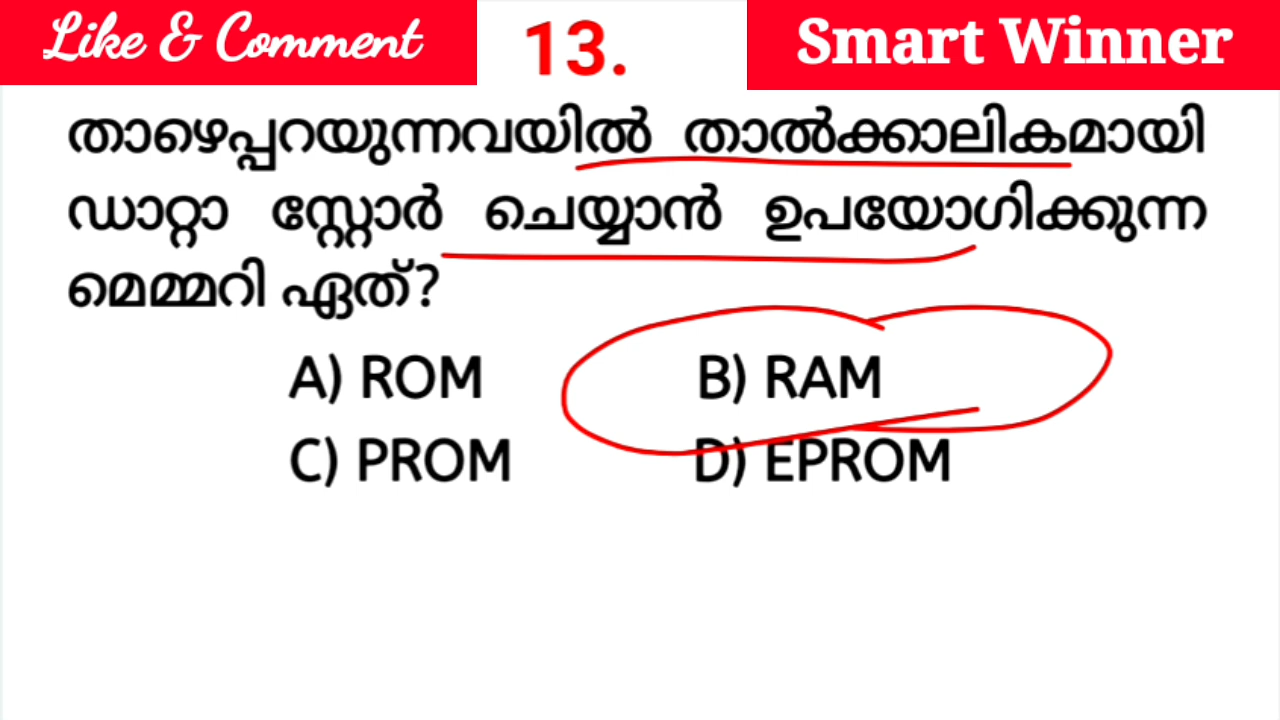 Like & Comment
13.
Smart Winner
താഴെപ്പറയുന്നവയിൽ താൽക്കാലികമായി
ഡാറ്റാ സ്റ്റോർ ചെയ്യാൻ ഉപയോഗിക്കുന്ന
മെമ്മറി ഏത്?
A) ROM B) RAM
C) PROM D) EPROM